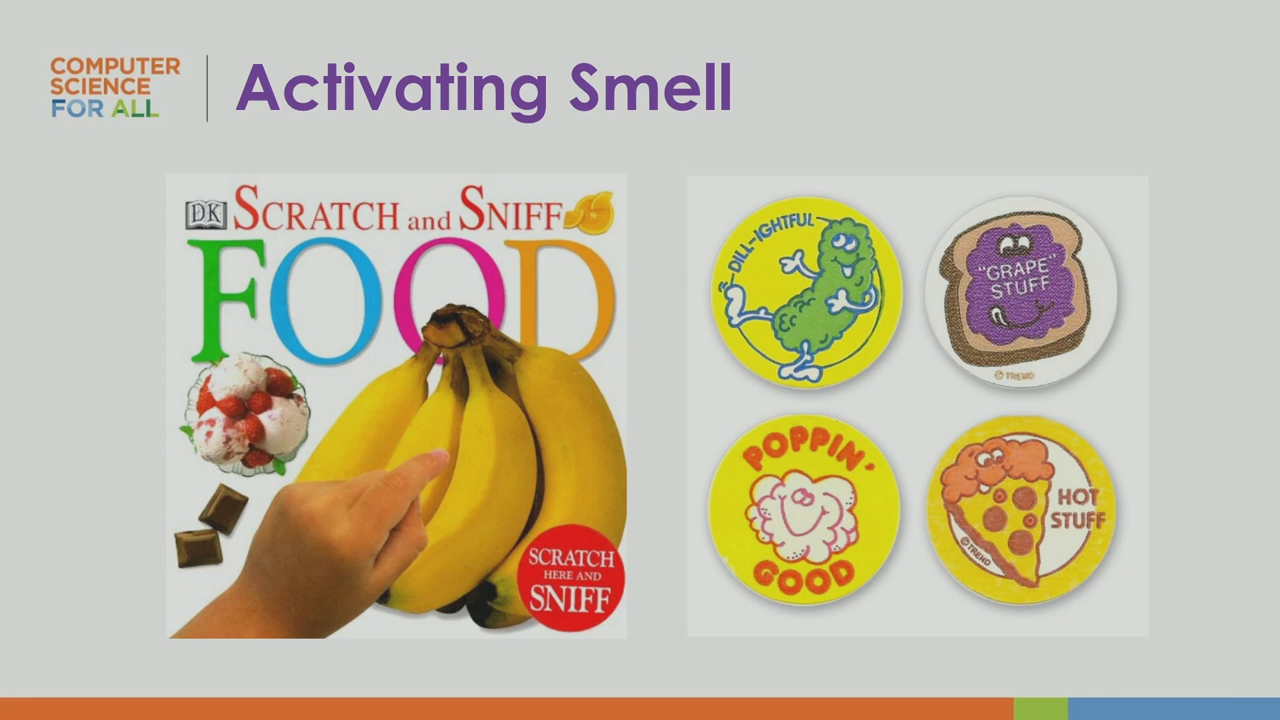 COMPUTER
SCIENCE
FOR ALL
Activating Smell
DK SCRATCH and SNIFF
FOOD
SCRATCH
HERE AND
SNIFF
DILL-IGHTFUL
"GRAPE"
STUFF
© TREND
POPPIN'
GOOD
HOT
STUFF
© TREND